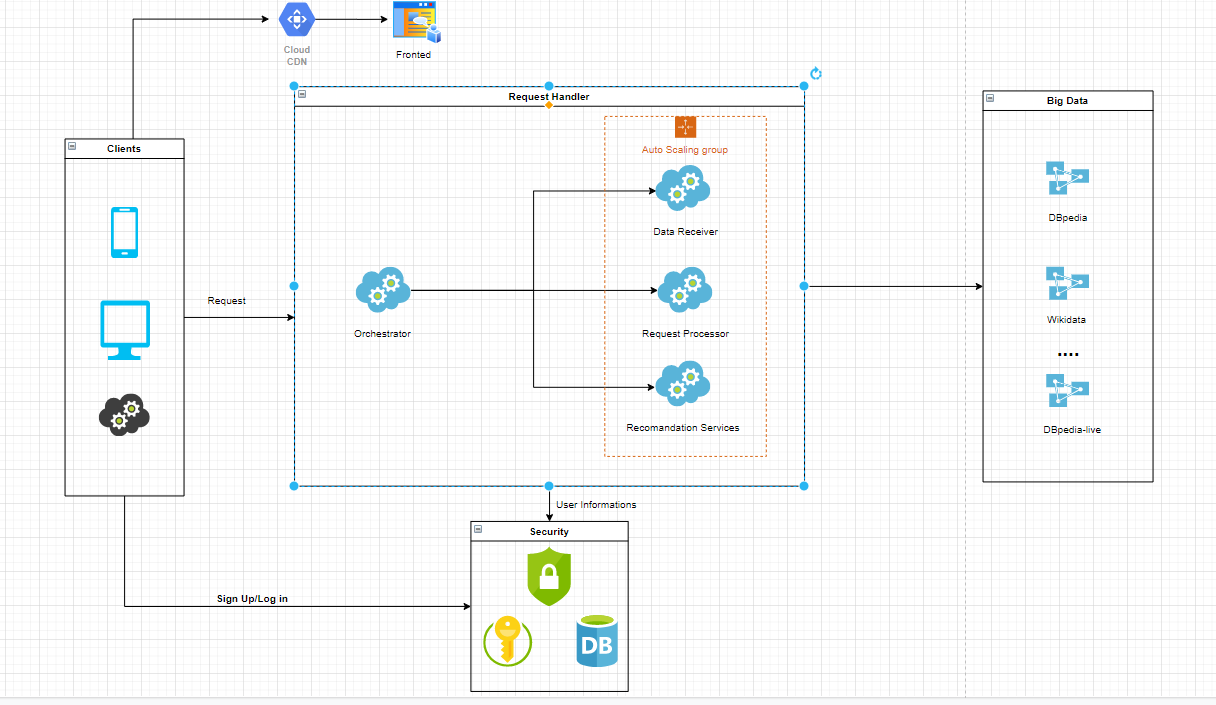 Cloud
CDN
Fronted
Request Handler
Big Data
Clients
Auto Scaling group
Data Receiver
DBpedia
Request
Orchestrator
Request Processor
Wikidata
....
Recomandation Services
DBpedia-live
User Informations
Security
Sign Up/Log in
DB